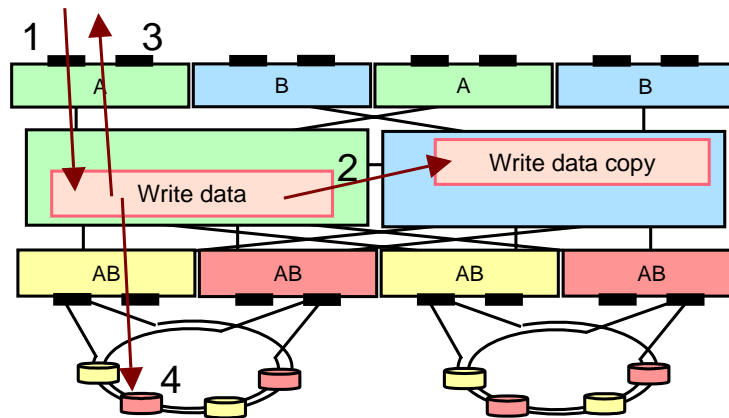 1 3
A B A B
2 Write data copy
Write data
AB AB AB AB
4